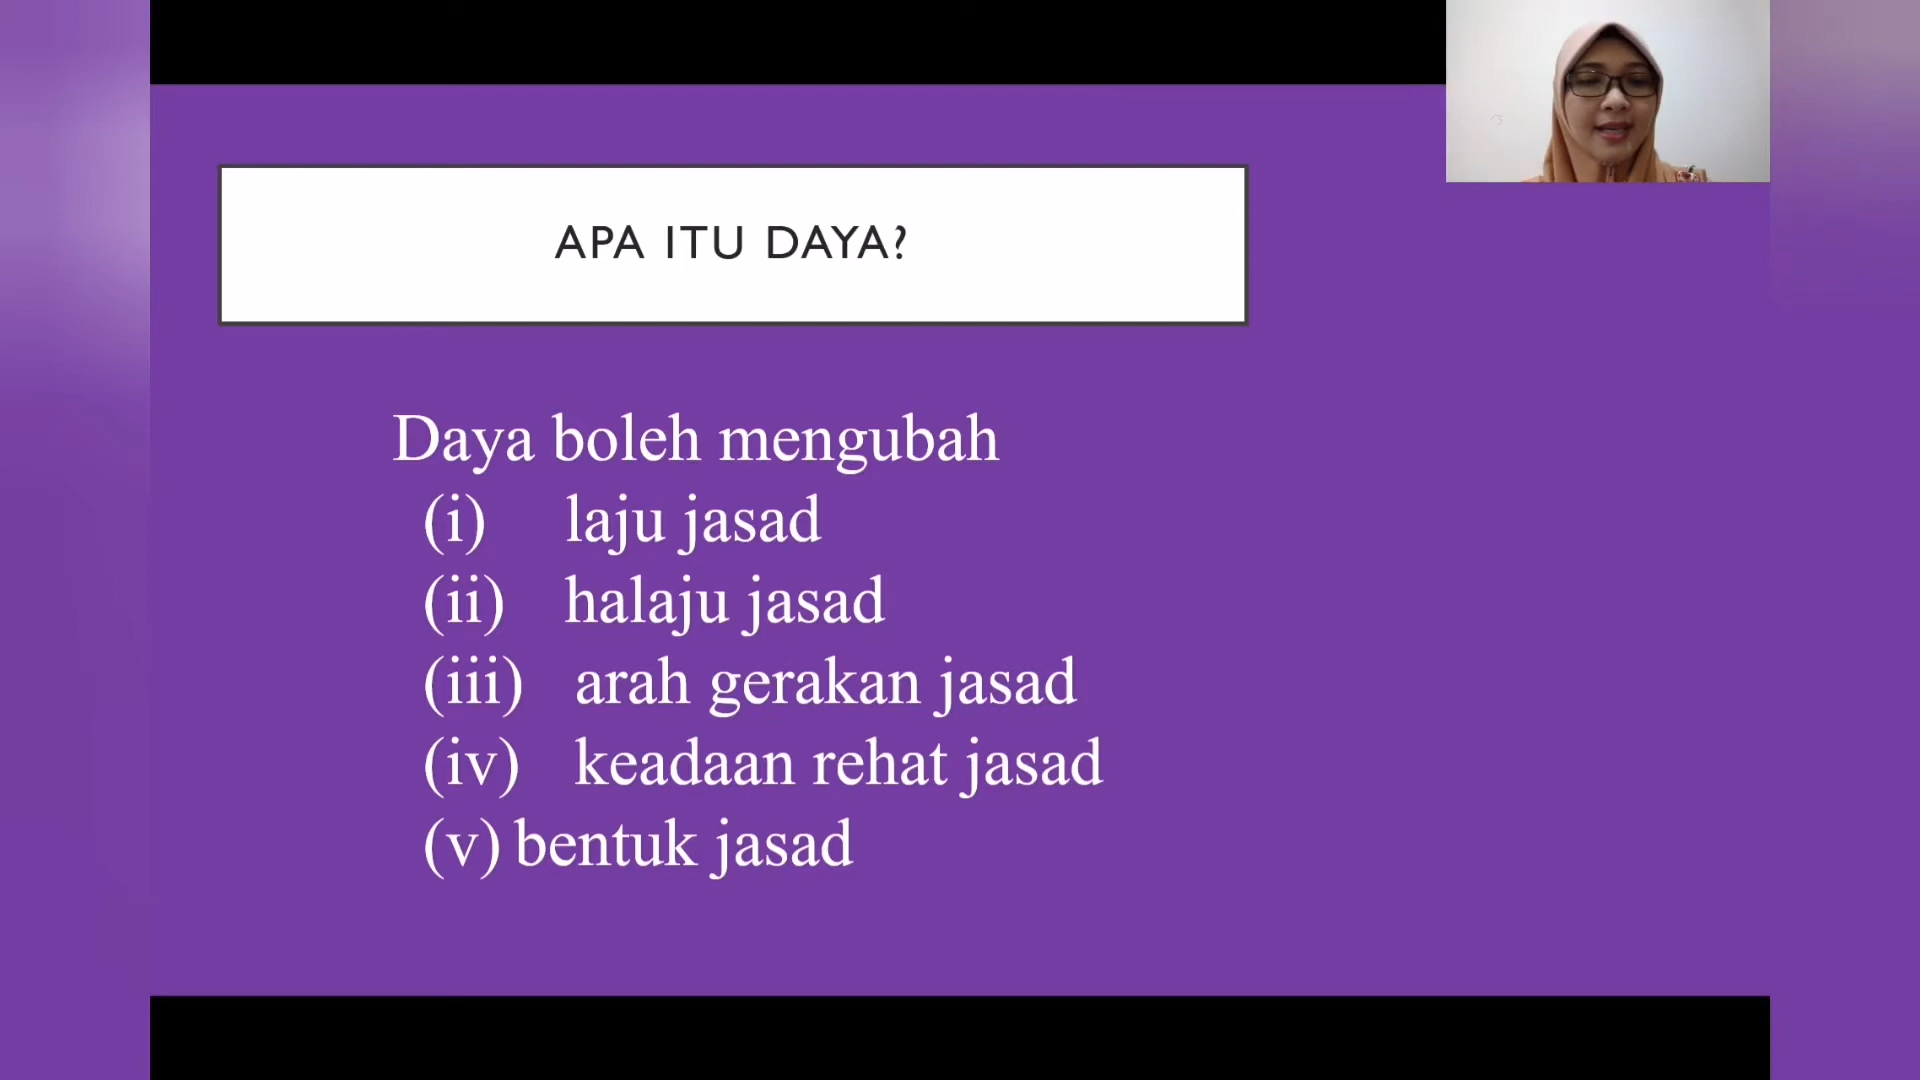 APA ITU DAYA?
Daya boleh mengubah
(i) laju jasad
(ii) halaju jasad
(iii) arah gerakan jasad
(iv) keadaan rehat jasad
(v) bentuk jasad